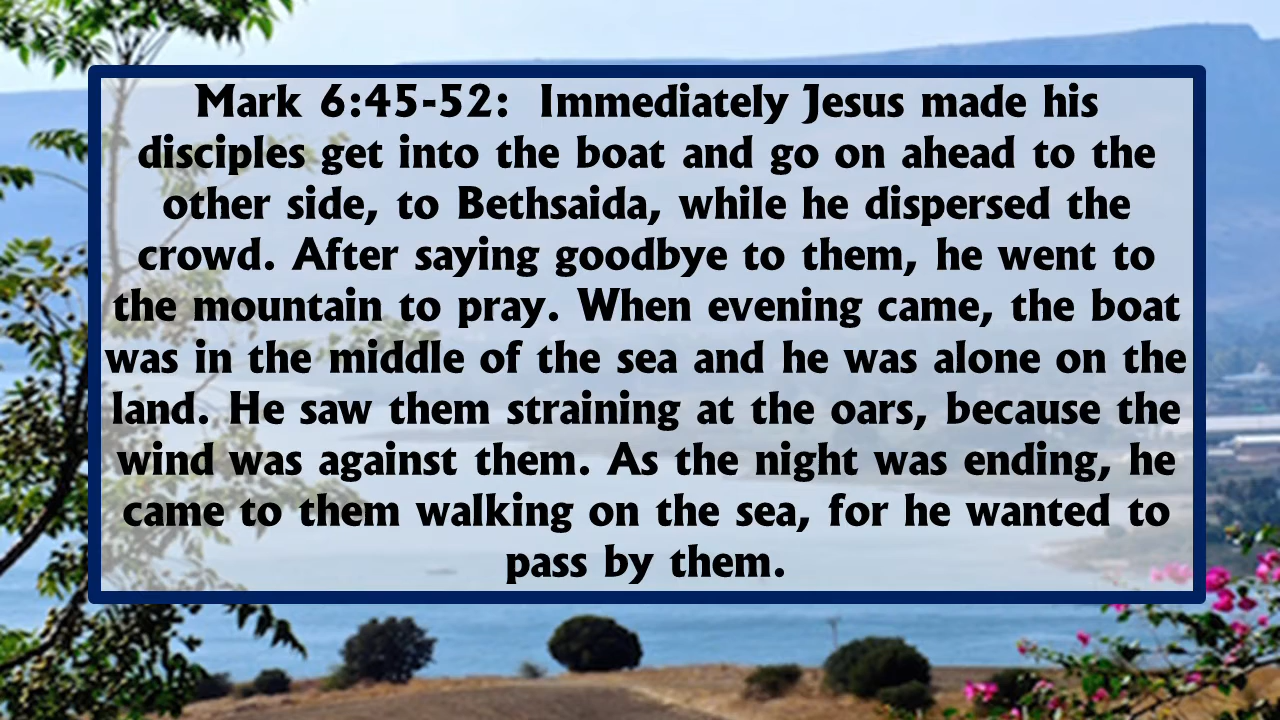 Mark 6:45-52:  Immediately Jesus made his
disciples get into the boat and go on ahead to the
other side, to Bethsaida, while he dispersed the
crowd. After saying goodbye to them, he went to
the mountain to pray. When evening came, the boat
was in the middle of the sea and he was alone on the
land. He saw them straining at the oars, because the
wind was against them. As the night was ending, he
came to them walking on the sea, for he wanted to
pass by them.